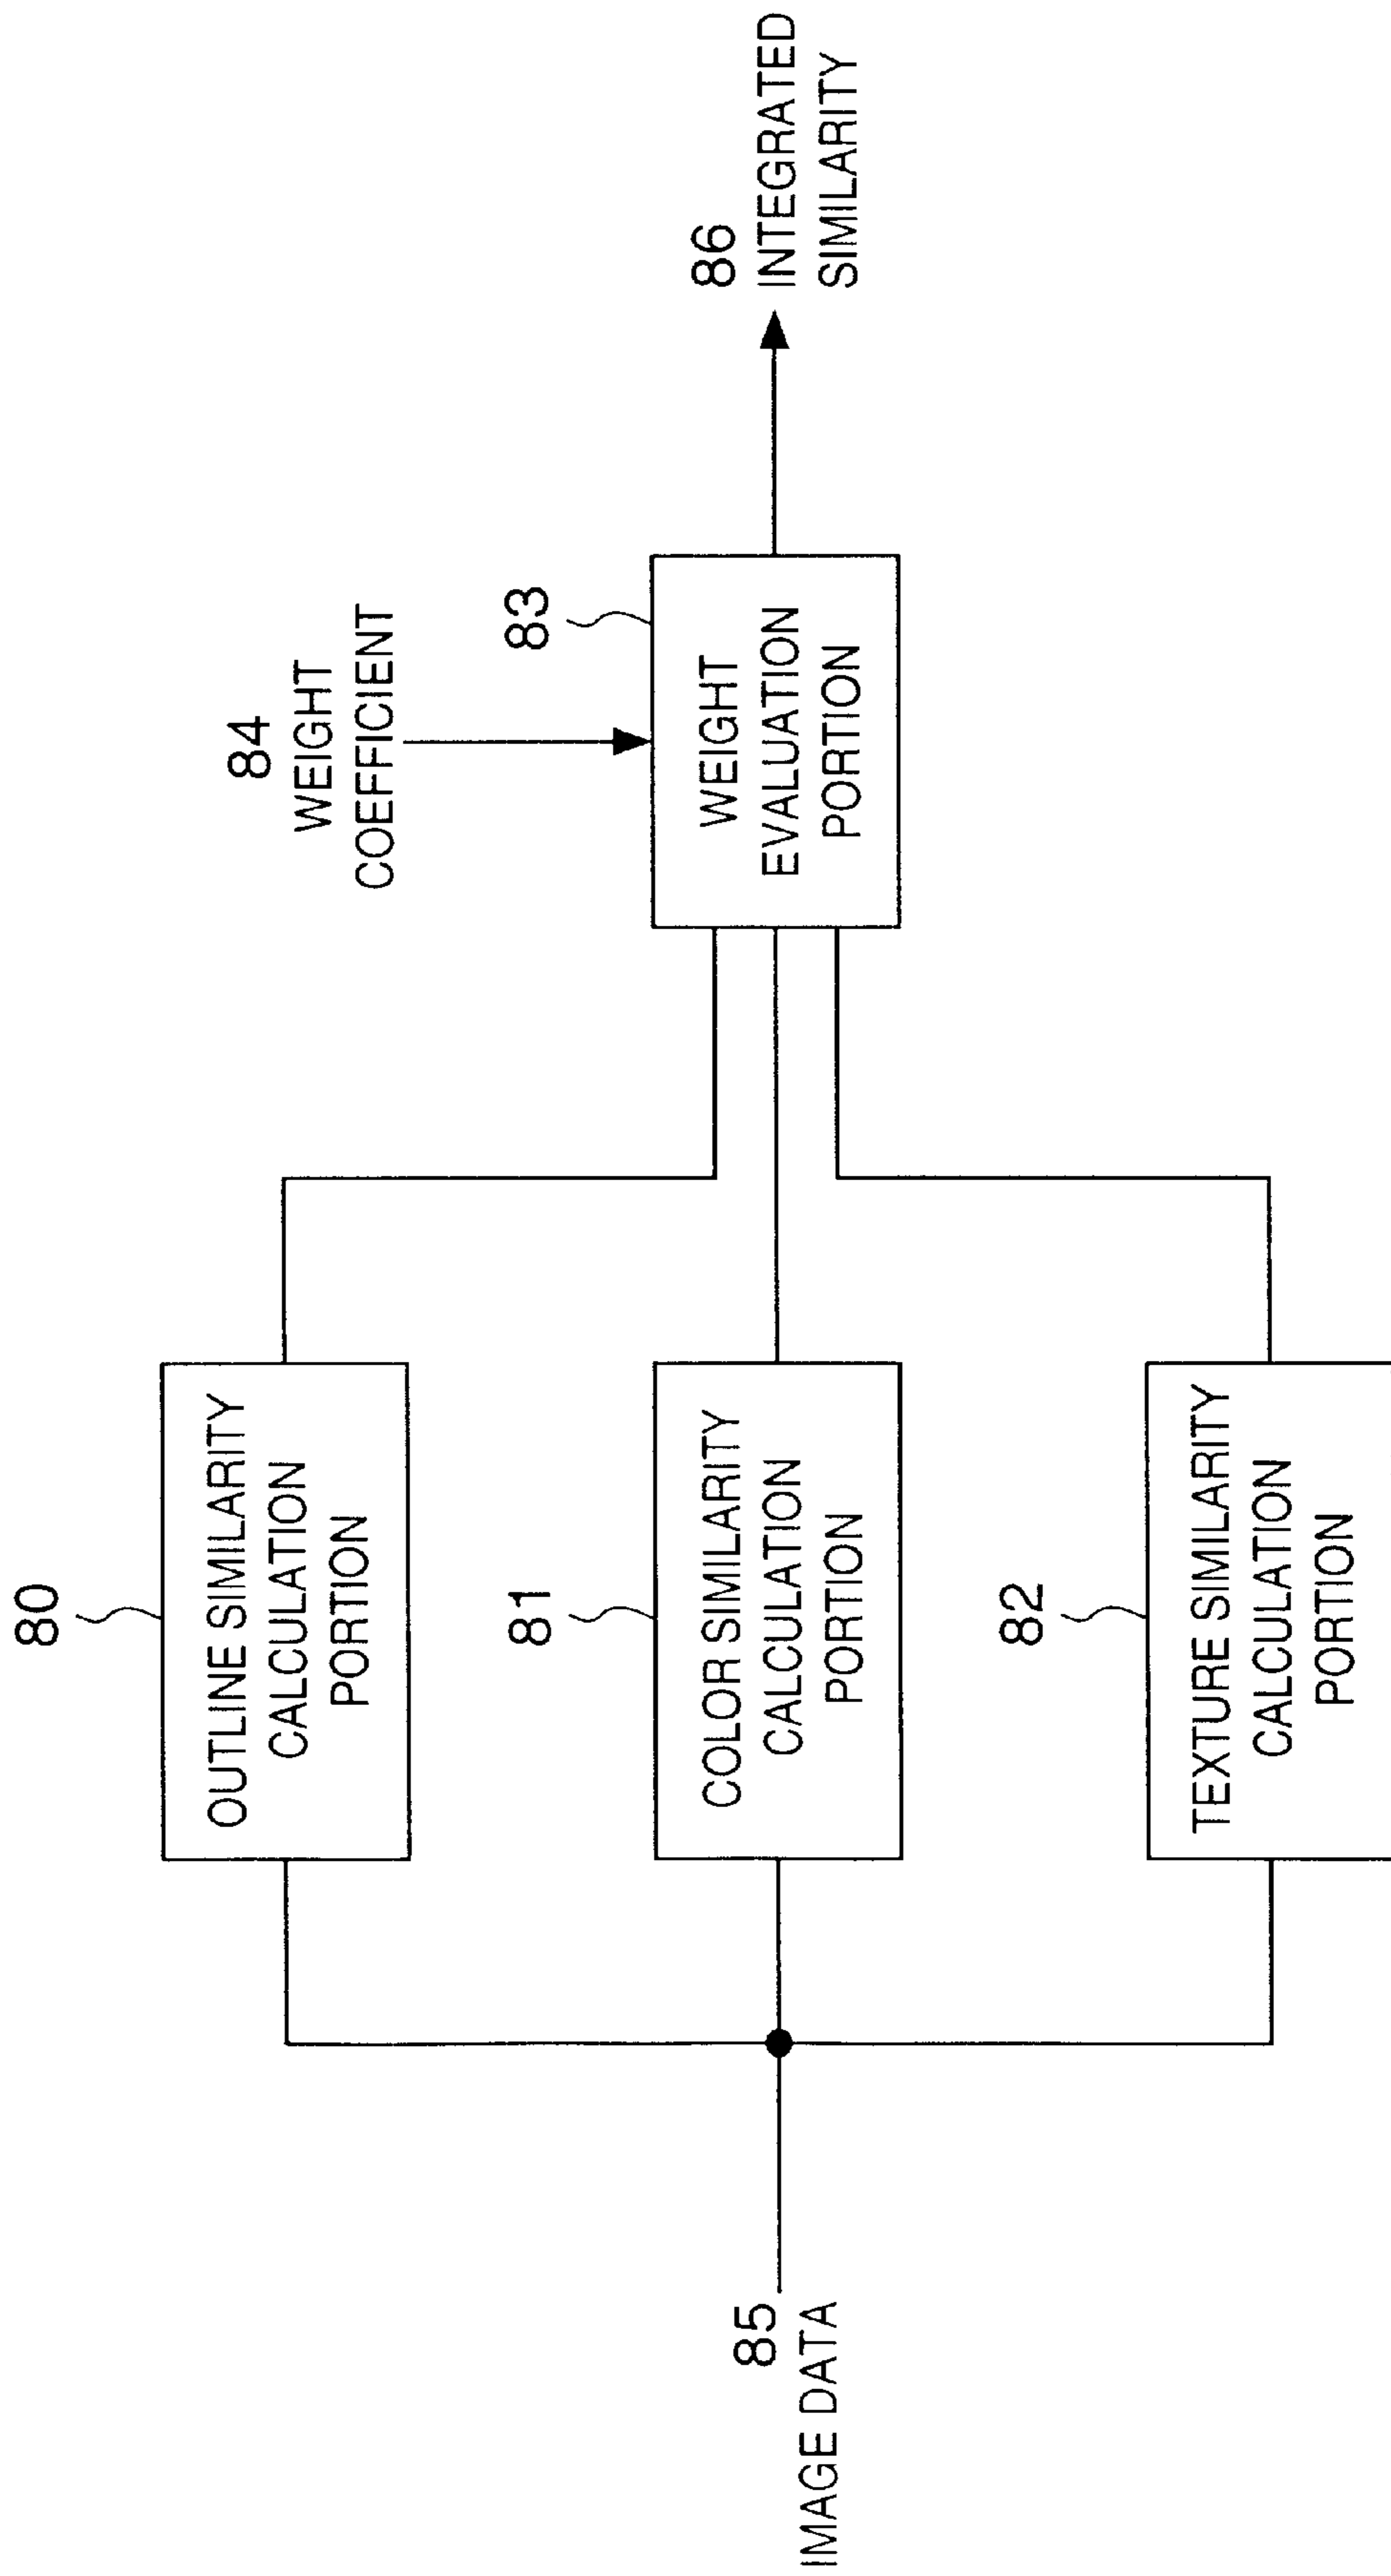 80
OUTLINE SIMILARITY
CALCULATION
PORTION
81
COLOR SIMILARITY
CALCULATION
PORTION
82
TEXTURE SIMILARITY
CALCULATION
PORTION
85
IMAGE DATA
84
WEIGHT
COEFFICIENT
83
WEIGHT
EVALUATION
PORTION
86
INTEGRATED
SIMILARITY